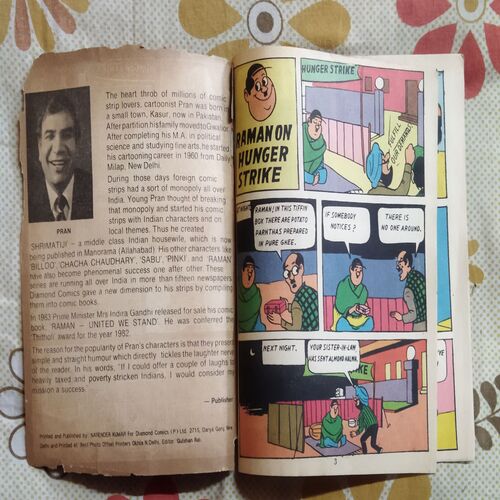 The heart throb of millions of comic
strip lovers, cartoonist Pran was born in
a small town, Kasur, now in Pakistan.
After partition his family moved to Gwalior.
After completing his M.A. in political
science and studying fine arts, he started
his cartooning career in 1960 from Daily
Milap, New Delhi.
During those days foreign comic
strips had a sort of monopoly all over
India. Young Pran thought of breaking
that monopoly and started his comic
strips with Indian characters and on
local themes. Thus he created
PRAN
SHRIMATIJI – a middle class Indian housewife, which is now
being published in Manorama (Allahabad). His other characters like
'BILLOO', 'CHACHA CHAUDHARY', 'SABU', 'PINKI' and 'RAMAN'
have also become phenomenal success one after other. These
series are running all over India in more than fifteen newspapers.
Diamond Comics gave a new dimension to his strips by compiling
them into comic books.
In 1983 Prime Minister Mrs Indira Gandhi released for sale his comic
book. 'RAMAN – UNITED WE STAND'. He was conferred the
'Thitholi' award for the year 1982.
The reason for the popularity of Pran's characters is that they present
simple and straight humour which directly tickles the laughter nerve
of the reader. In his words, "If I could offer a couple of laughs to
heavily taxed and poverty stricken Indians, I would consider my
mission a success.
— Publisher
Printed and Published by: NARENDER KUMAR For Diamond Comics (P) Ltd. 2715, Darya Ganj, New
Delhi and Printed at: Photo Offset Printers Okhla N.Delhi. Editor: Gulshan Rai.
RAMAN ON
HUNGER
STRIKE
HUNGER STRIKE
FULFILL
OUR DEMANDS!
NIGHT.
RAMAN! IN THIS TIFFIN
BOX THERE ARE POTATO
PARNTHAS PREPARED
IN PURE GHEE.
IF SOMEBODY
NOTICES ?
THERE IS
NO ONE AROUND.
NEXT NIGHT.
YOUR SISTER-IN-LAW
HAS SENT ALMOND HALWA.
3